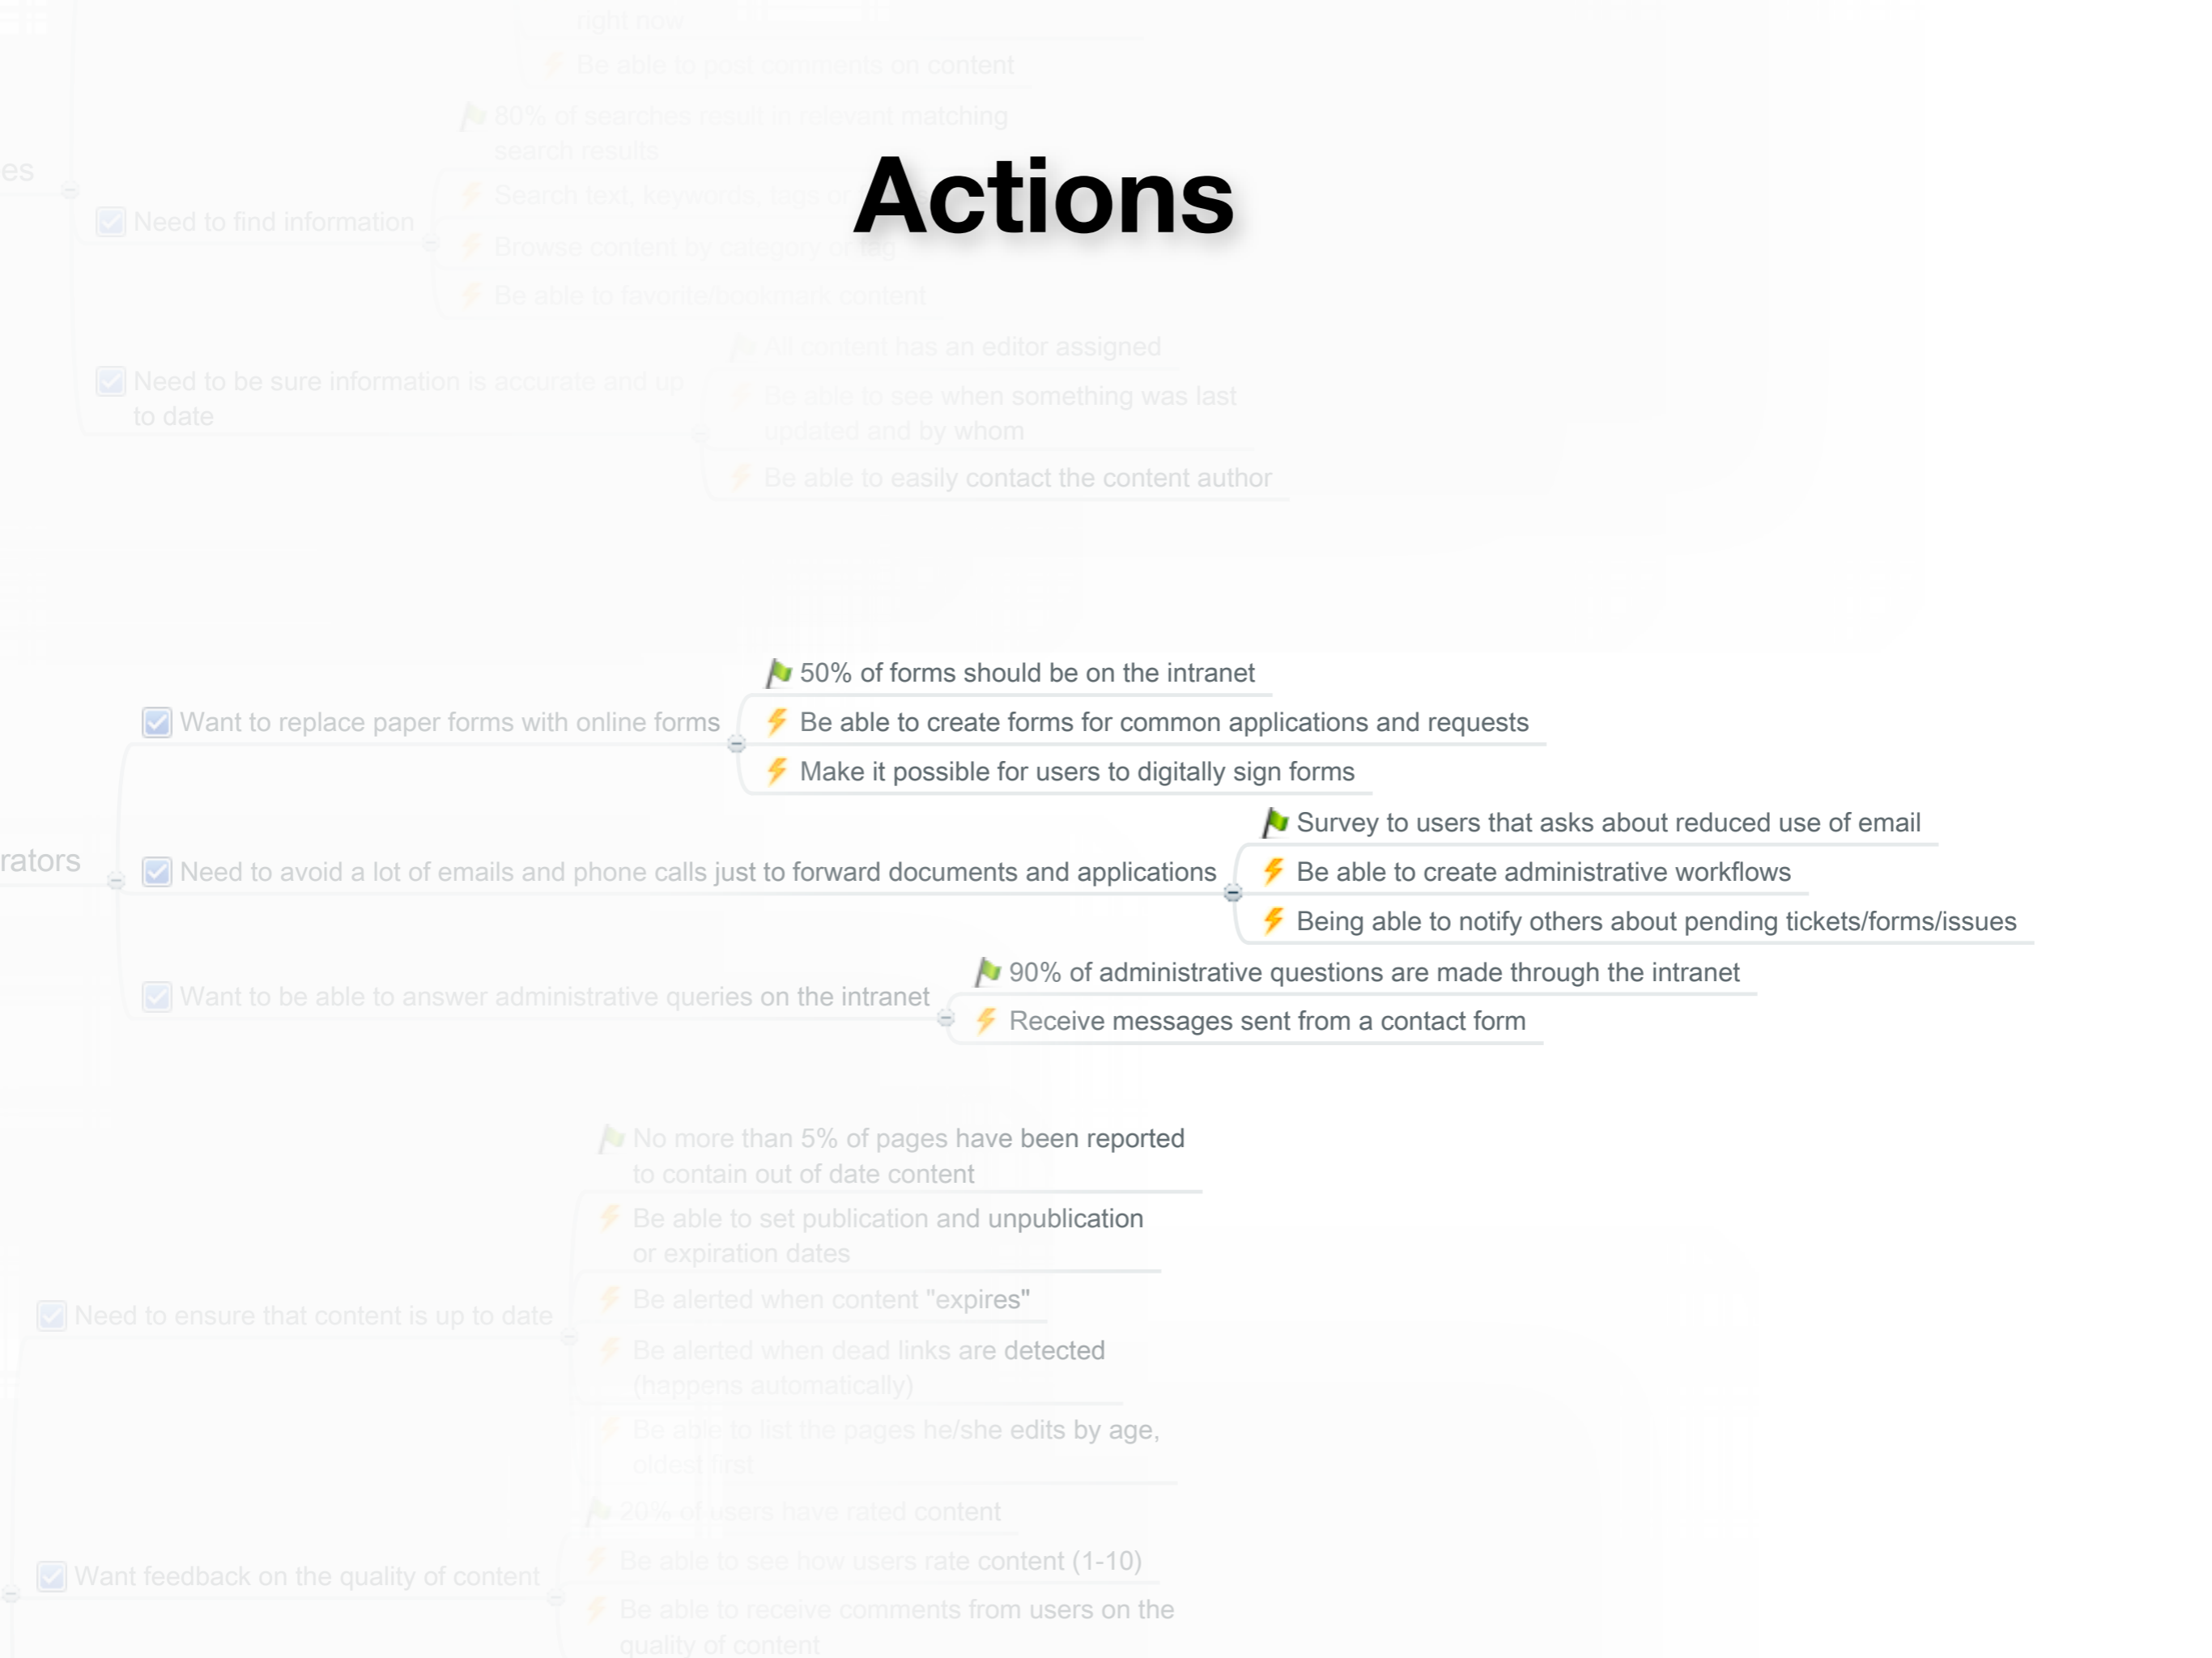 right now
Be able to post comments on content
80% of searches result in relevant matching
search results
es
Actions
Search text, keywords, tags or
Need to find information
Browse content by category or tag
Be able to favorite/bookmark content
All content has an editor assigned
Need to be sure information is accurate and up
to date
Be able to see when something was last
updated and by whom
Be able to easily contact the content author
50% of forms should be on the intranet
Want to replace paper forms with online forms
Be able to create forms for common applications and requests
Make it possible for users to digitally sign forms
Survey to users that asks about reduced use of email
rators
Need to avoid a lot of emails and phone calls just to forward documents and applications
Be able to create administrative workflows
Being able to notify others about pending tickets/forms/issues
90% of administrative questions are made through the intranet
Want to be able to answer administrative queries on the intranet
Receive messages sent from a contact form
No more than 5% of pages have been reported
to contain out of date content
Be able to set publication and unpublication
or expiration dates
Be alerted when content "expires"
Need to ensure that content is up to date
Be alerted when dead links are detected
(happens automatically)
Be able to list the pages he/she edits by age,
oldest first
20% of users have rated content
Be able to see how users rate content (1-10)
Want feedback on the quality of content
Be able to receive comments from users on the
quality of content